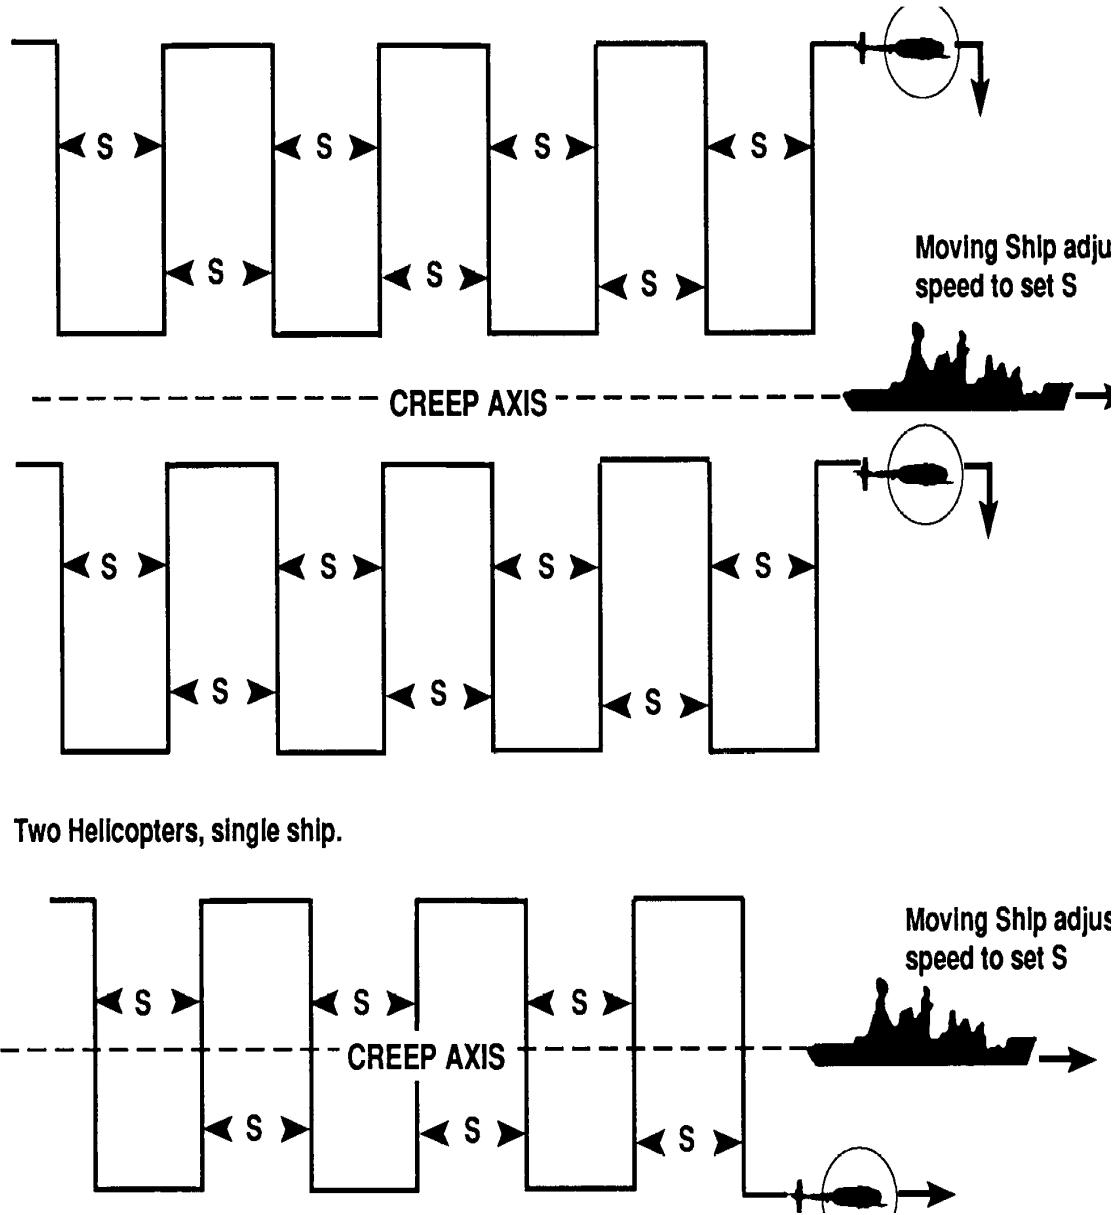 S S S S
S S S
Moving Ship adju
speed to set S
CREEP AXIS
S S S S
S S S
Two Helicopters, single ship.
Moving Ship adjus
speed to set S
S S S
CREEP AXIS
S S S